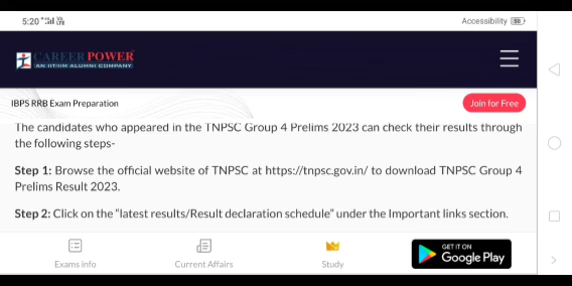 5:20
Accessibility
CAREER POWER
AN IIT/IIM ALUMNI COMPANY
IBPS RRB Exam Preparation
Join for Free
The candidates who appeared in the TNPSC Group 4 Prelims 2023 can check their results through
the following steps-
Step 1: Browse the official website of TNPSC at https://tnpsc.gov.in/ to download TNPSC Group 4
Prelims Result 2023.
Step 2: Click on the "latest results/Result declaration schedule" under the Important links section.
Exams info
Current Affairs
Study
GET IT ON
Google Play